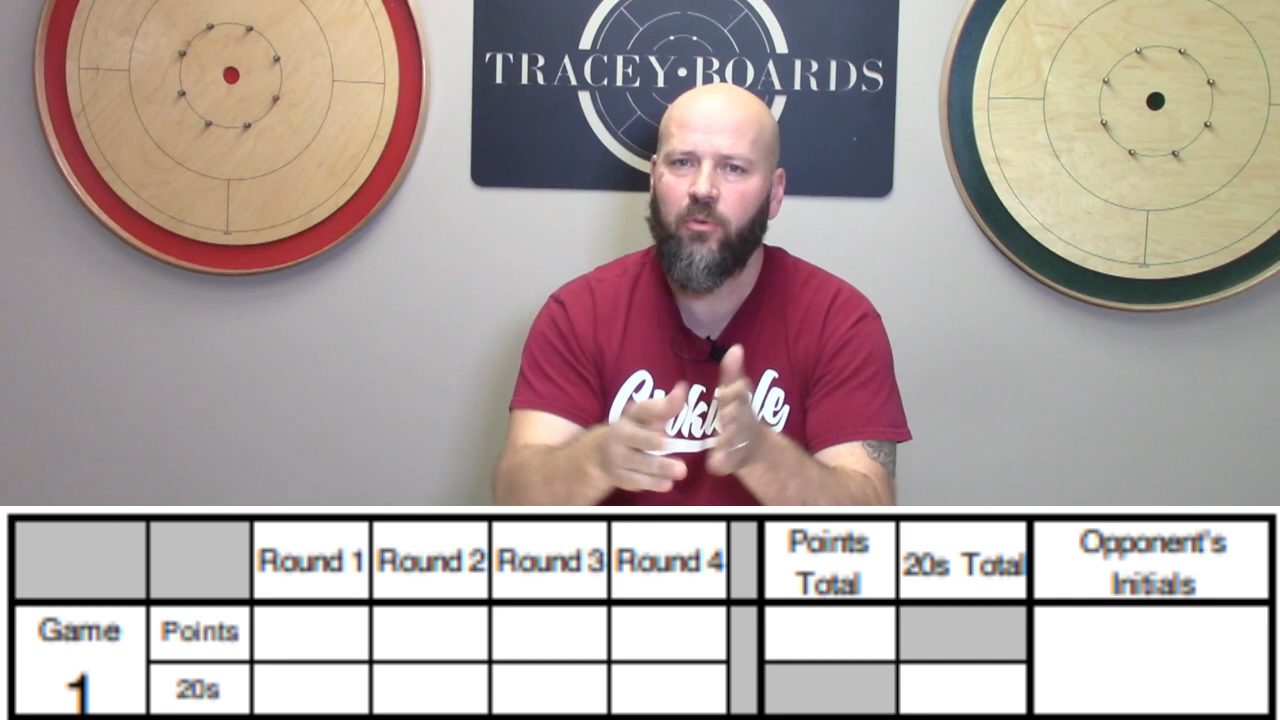 TRACEY•BOARDS
Round 1 Round 2 Round 3 Round 4 Points Total 20s Total Opponent's Initials
Game 1 Points
20s